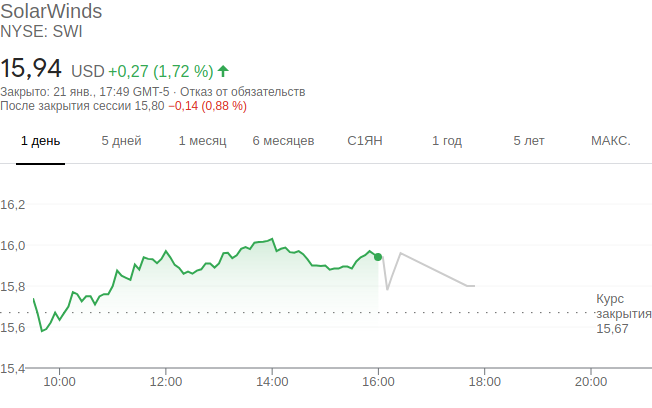 SolarWinds
NYSE: SWI
15,94 USD +0,27 (1,72 %)
Закрыто: 21 янв., 17:49 GMT-5 · Отказ от обязательств
После закрытия сессии 15,80 −0,14 (0,88 %)
1 день 5 дней 1 месяц 6 месяцев С1ЯН 1 год 5 лет МАКС.
16,2
16,0
15,8
Курс
закрытия
15,67
15,6
15,4
10:00 12:00 14:00 16:00 18:00 20:00